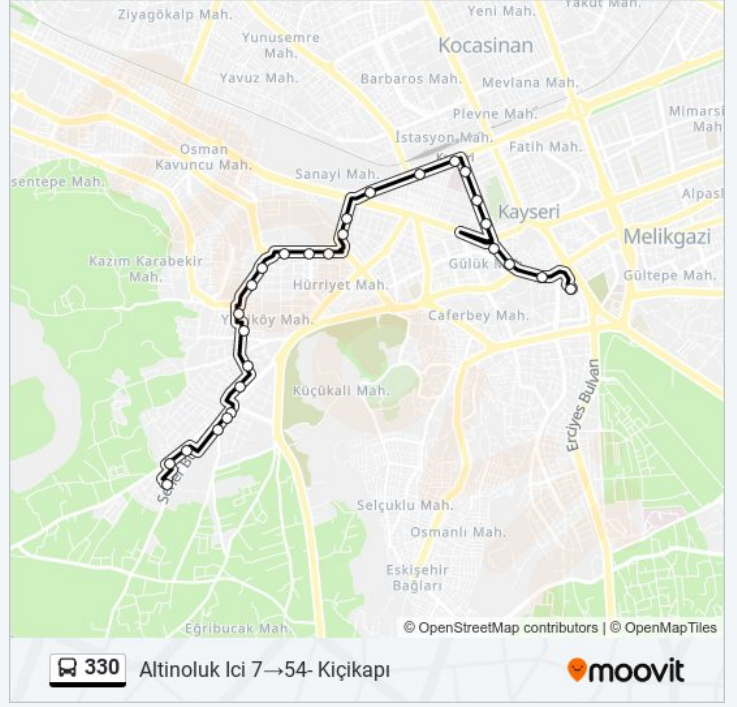 Ziyagökalp Mah.
Yeni Mah.
Yakut Mah.
Yunusemre
Mah.
Kocasinan
Yavuz Mah.
Barbaros Mah.
Mevlana Mah.
Plevne Mah.
Mimarsi
Mah
İstasyon Mah.
Osman
Kavuncu Mah.
Fatih Mah.
Sanayi Mah.
sentepe Mah.
Alpasl
Kayseri
Melikgazi
Kazım Karabekir
Mah.
Gülük
Gültepe Mah.
Hürriyet Mah.
köy Mah.
Caferbey Mah.
Küçükali Mah.
Erciyes Bulvarı
Selçuklu Mah.
Osmanlı Mah.
Eskişehir
Bağları
Eğribucak Mah.
© OpenStreetMap contributors | © OpenMapTiles
330 Altinoluk Ici 7→54- Kiçikapı
moovit